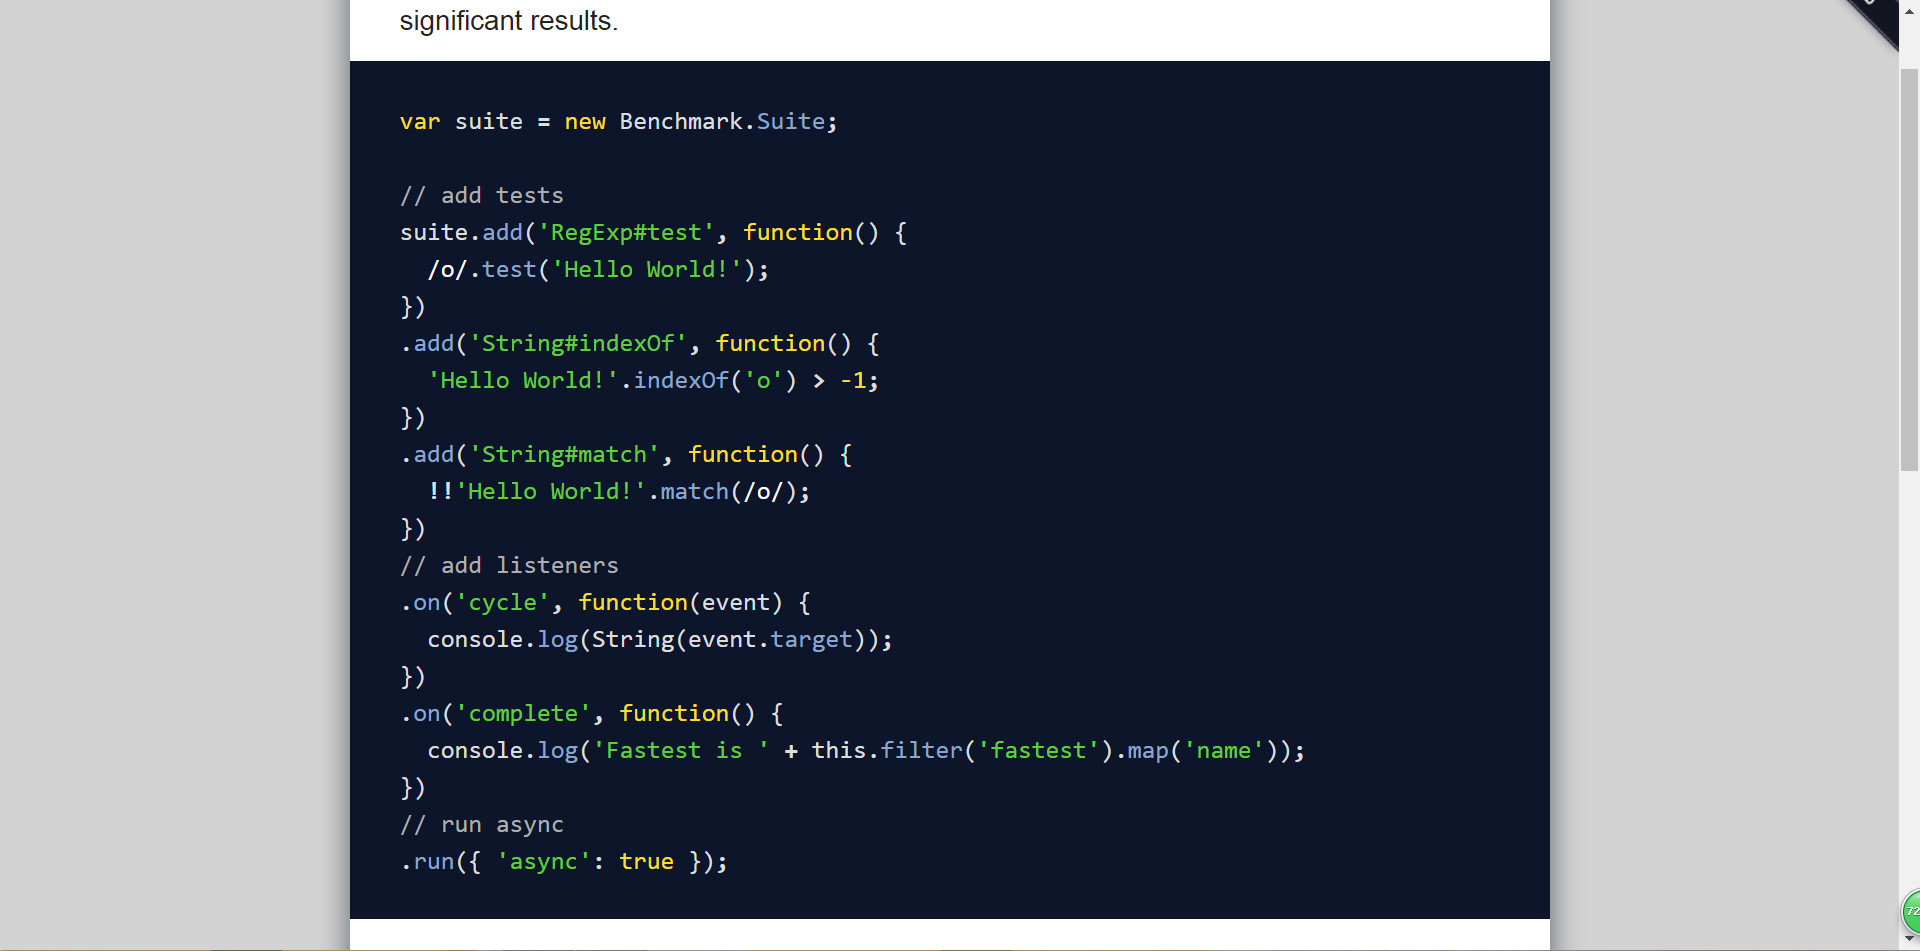 significant results.
var suite = new Benchmark.Suite;
// add tests
suite.add('RegExp#test', function() {
  /o/.test('Hello World!');
})
.add('String#indexOf', function() {
  'Hello World!'.indexOf('o') > -1;
})
.add('String#match', function() {
  !!'Hello World!'.match(/o/);
})
// add listeners
.on('cycle', function(event) {
  console.log(String(event.target));
})
.on('complete', function() {
  console.log('Fastest is ' + this.filter('fastest').map('name'));
})
// run async
.run({ 'async': true });
72